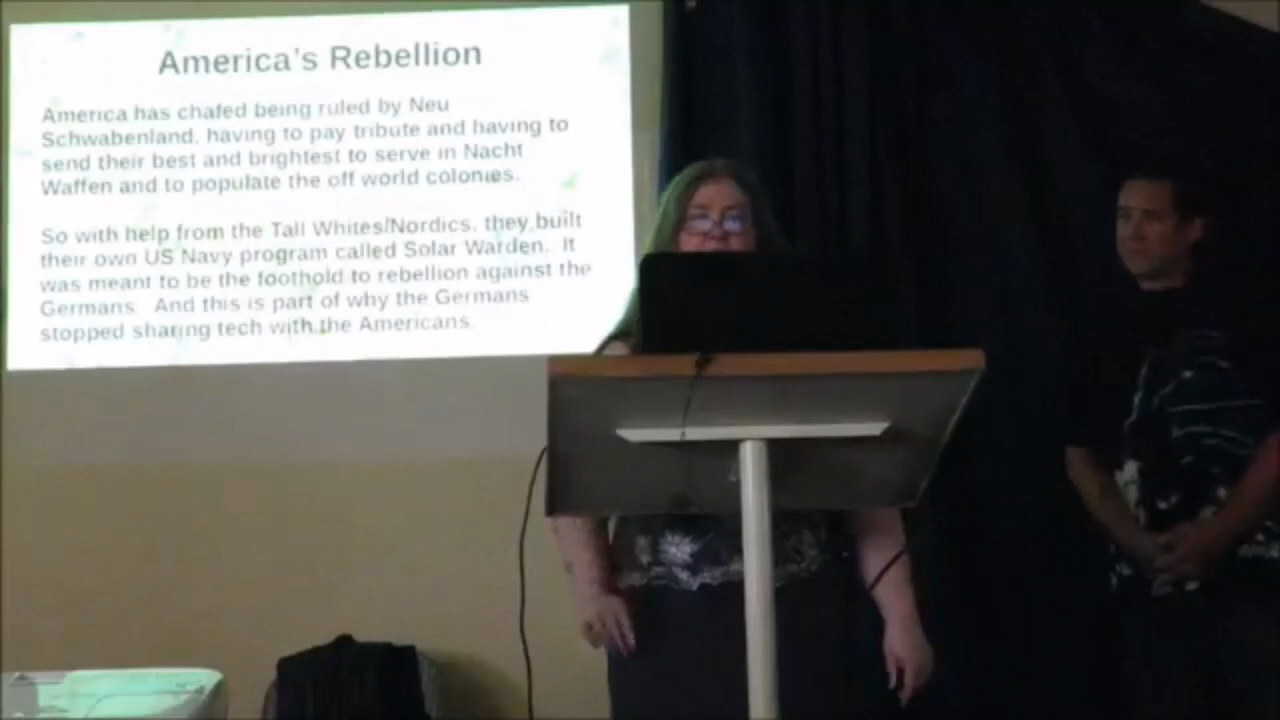 America's Rebellion
America has chafed being ruled by Neu
Schwabenland, having to pay tribute and having to
send their best and brightest to serve in Nacht
Waffen and to populate the off world colonies.
So with help from the Tall Whites/Nordics, they built
their own US Navy program called Solar Warden. It
was meant to be the foothold to rebellion against the
Germans. And this is part of why the Germans
stopped sharing tech with the Americans.